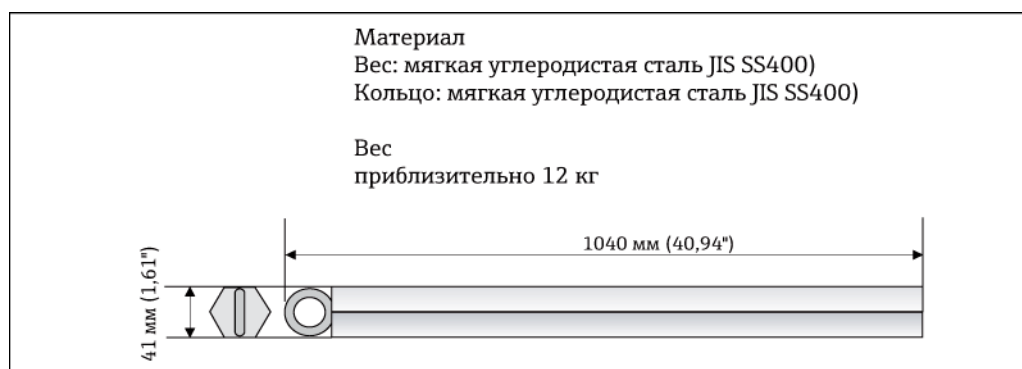 Материал
Вес: мягкая углеродистая сталь JIS SS400)
Кольцо: мягкая углеродистая сталь JIS SS400)
Вес
приблизительно 12 кг
1040 мм (40,94")
41 мм (1,61")